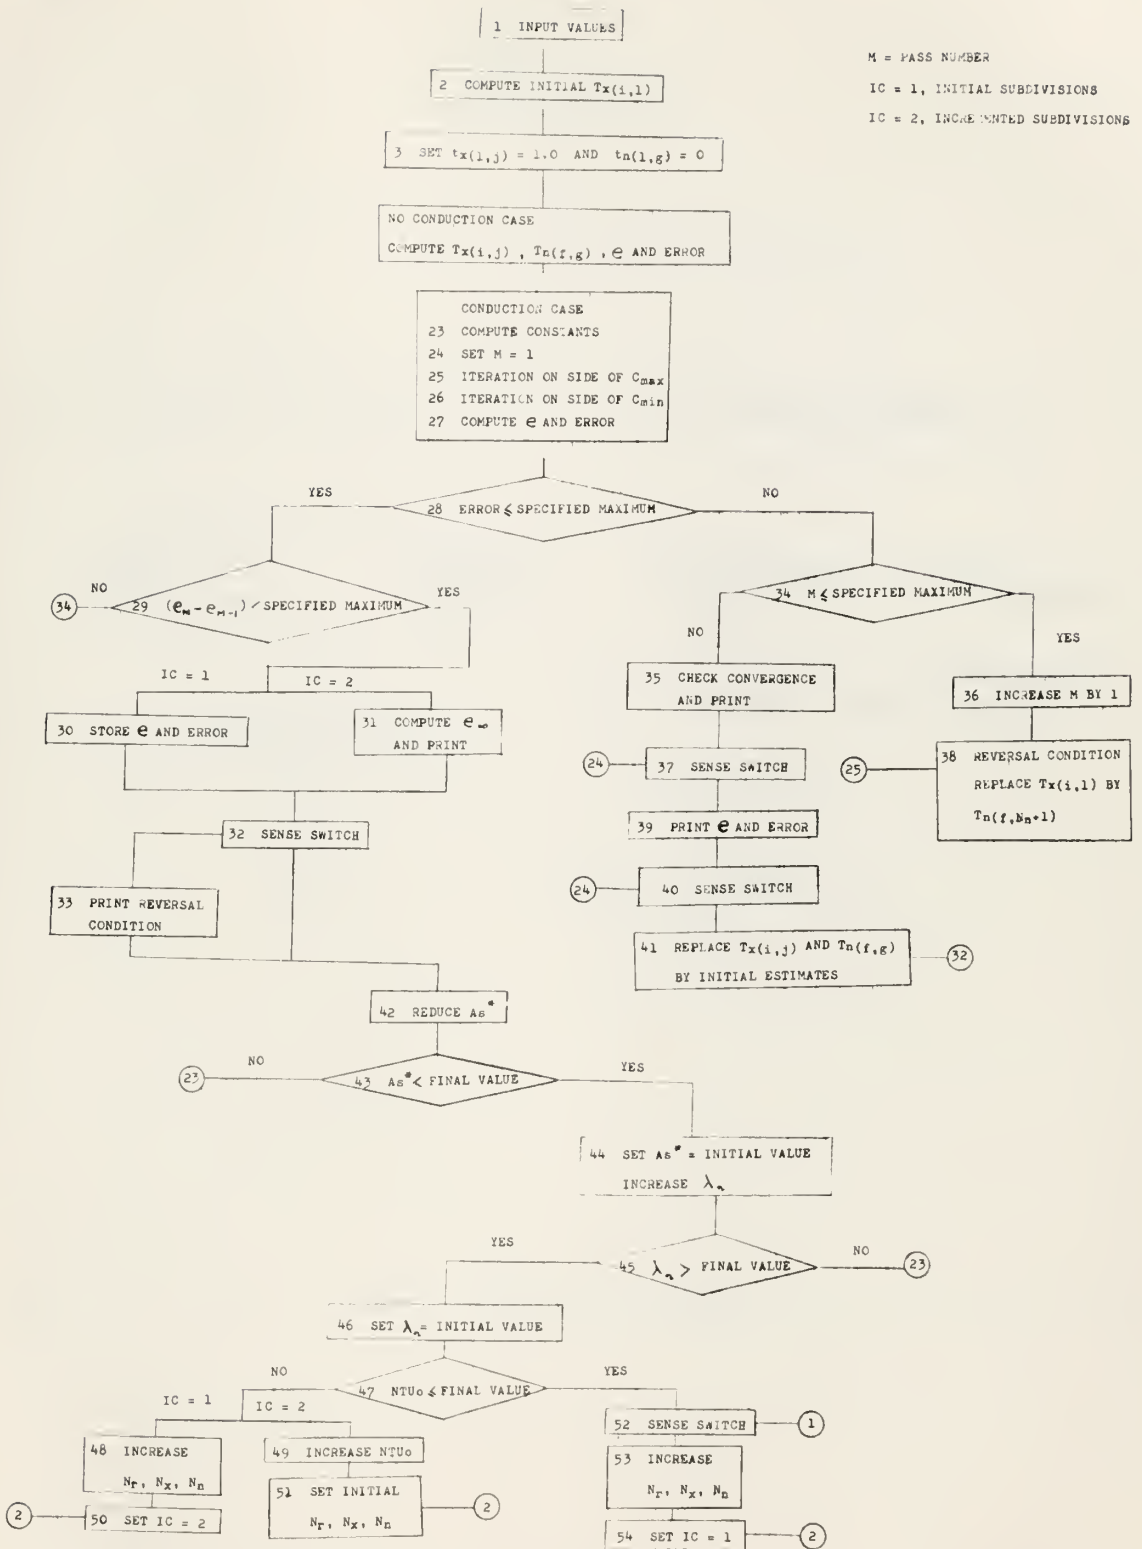 1 INPUT VALUES
M = PASS NUMBER
IC = 1, INITIAL SUBDIVISIONS
IC = 2, INCREMENTED SUBDIVISIONS
2 COMPUTE INITIAL Tx(i,1)
3 SET tx(1,j) = 1.0 AND tn(1,g) = 0
NO CONDUCTION CASE
COMPUTE Tx(i,j) , Tn(f,g) , e AND ERROR
CONDUCTION CASE
23 COMPUTE CONSTANTS
24 SET M = 1
25 ITERATION ON SIDE OF Cmax
26 ITERATION ON SIDE OF Cmin
27 COMPUTE e AND ERROR
YES
28 ERROR ≤ SPECIFIED MAXIMUM
NO
NO
34
29 (eM - eM-1) / SPECIFIED MAXIMUM
YES
34 M ≤ SPECIFIED MAXIMUM
NO
YES
IC = 1
IC = 2
30 STORE e AND ERROR
31 COMPUTE e∞
AND PRINT
35 CHECK CONVERGENCE
AND PRINT
36 INCREASE M BY 1
24
37 SENSE SWITCH
25
38 REVERSAL CONDITION
REPLACE Tx(i,1) BY
Tn(f,Nn+1)
32 SENSE SWITCH
39 PRINT e AND ERROR
33 PRINT REVERSAL
CONDITION
24
40 SENSE SWITCH
41 REPLACE Tx(i,j) AND Tn(f,g)
BY INITIAL ESTIMATES
32
42 REDUCE As*
NO
23
43 As* < FINAL VALUE
YES
44 SET As* = INITIAL VALUE
INCREASE λn
YES
45 λn > FINAL VALUE
NO
23
46 SET λn = INITIAL VALUE
NO
47 NTUo ≤ FINAL VALUE
YES
IC = 1
IC = 2
48 INCREASE
Nr, Nx, Nn
49 INCREASE NTUo
52 SENSE SWITCH
1
53 INCREASE
Nr, Nx, Nn
2
50 SET IC = 2
51 SET INITIAL
Nr, Nx, Nn
2
54 SET IC = 1
2